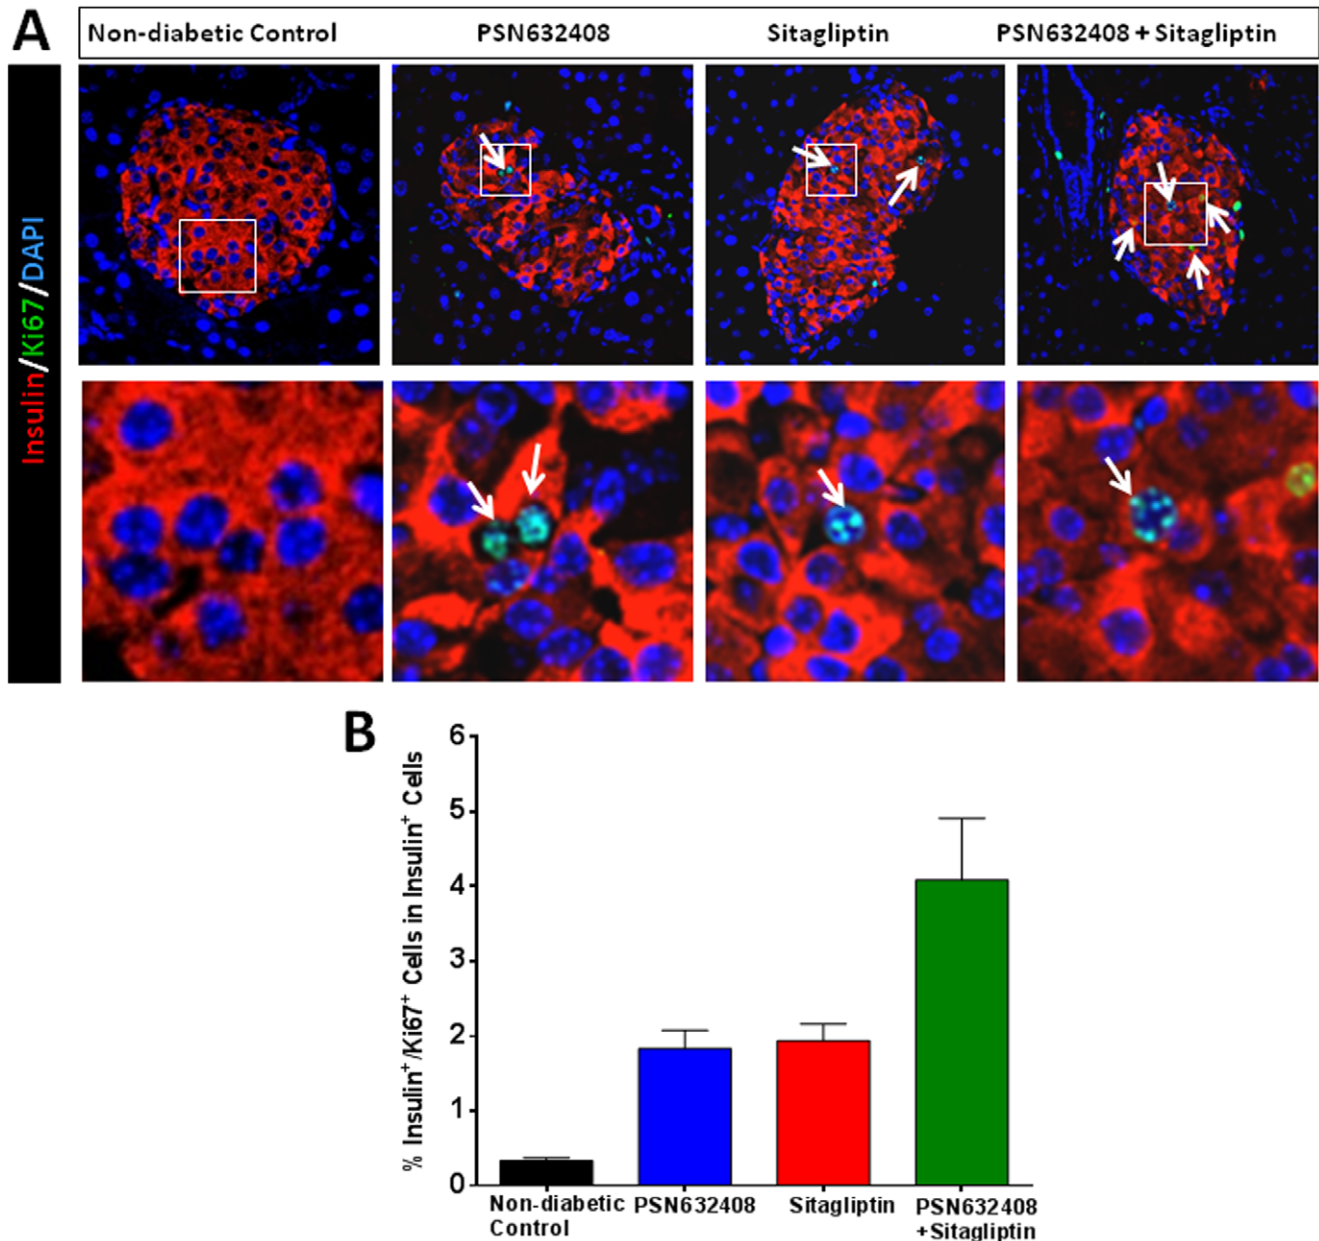 A
Non-diabetic Control
PSN632408
Sitagliptin
PSN632408 + Sitagliptin
Insulin/Ki67/DAPI
B
% Insulin⁺/Ki67⁺ Cells in Insulin⁺ Cells
6
5
4
3
2
1
0
Non-diabetic
Control
PSN632408
Sitagliptin
PSN632408
+Sitagliptin